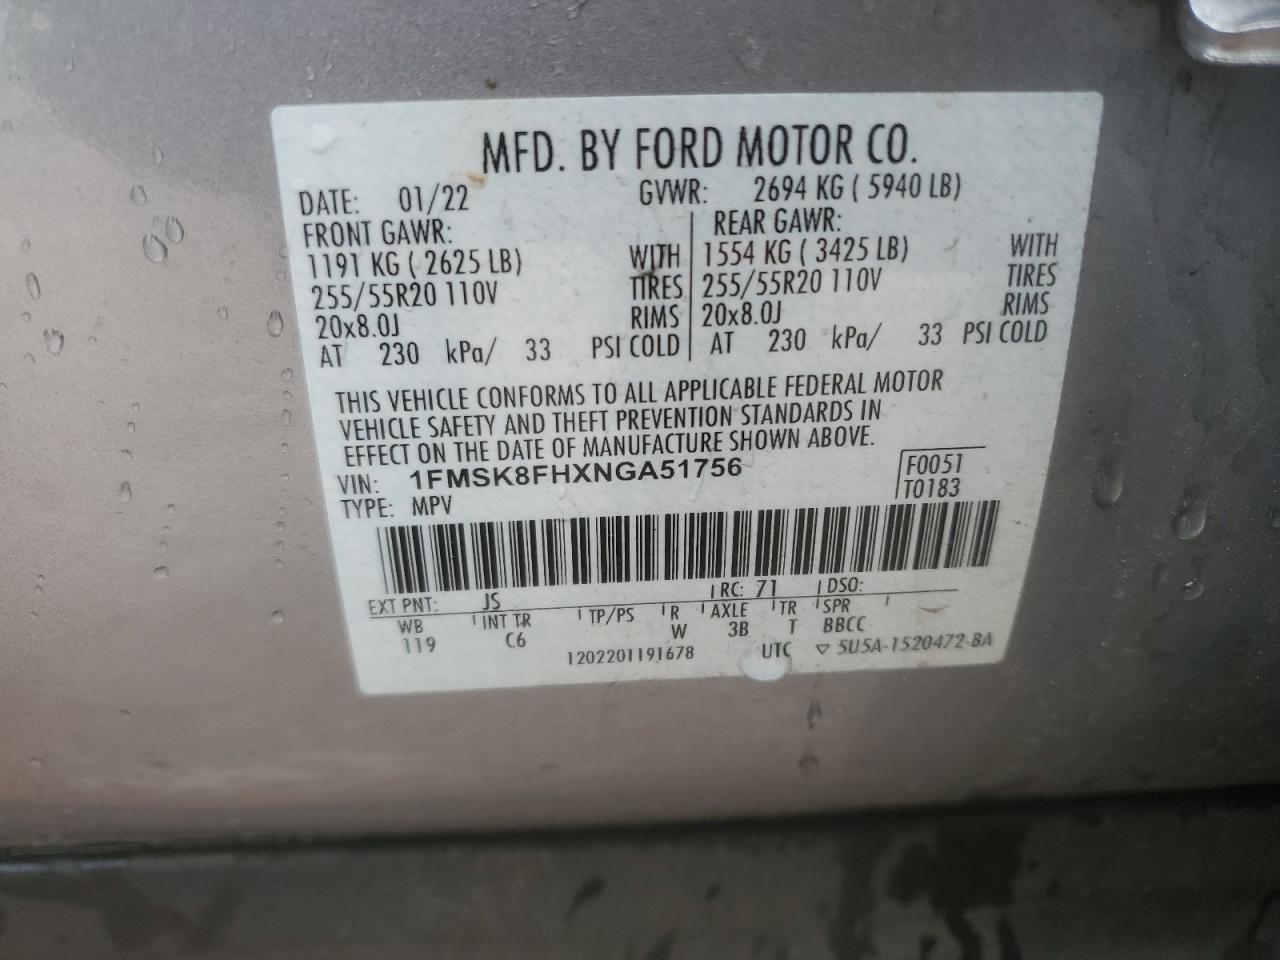 MFD. BY FORD MOTOR CO.
DATE: 01/22 GVWR: 2694 KG ( 5940 LB)
FRONT GAWR: REAR GAWR:
1191 KG ( 2625 LB) WITH 1554 KG ( 3425 LB) WITH
255/55R20 110V TIRES 255/55R20 110V TIRES
20x8.0J RIMS 20x8.0J RIMS
AT 230 kPa/ 33 PSI COLD AT 230 kPa/ 33 PSI COLD
THIS VEHICLE CONFORMS TO ALL APPLICABLE FEDERAL MOTOR
VEHICLE SAFETY AND THEFT PREVENTION STANDARDS IN
EFFECT ON THE DATE OF MANUFACTURE SHOWN ABOVE.
VIN: 1FMSK8FHXNGA51756 F0051
TYPE: MPV T0183
EXT PNT: JS RC: 71 DSO:
WB INT TR TP/PS R AXLE TR SPR
119 C6 W 3B T BBCC
1202201191678 UTC ▽ 5U5A-1520472-BA